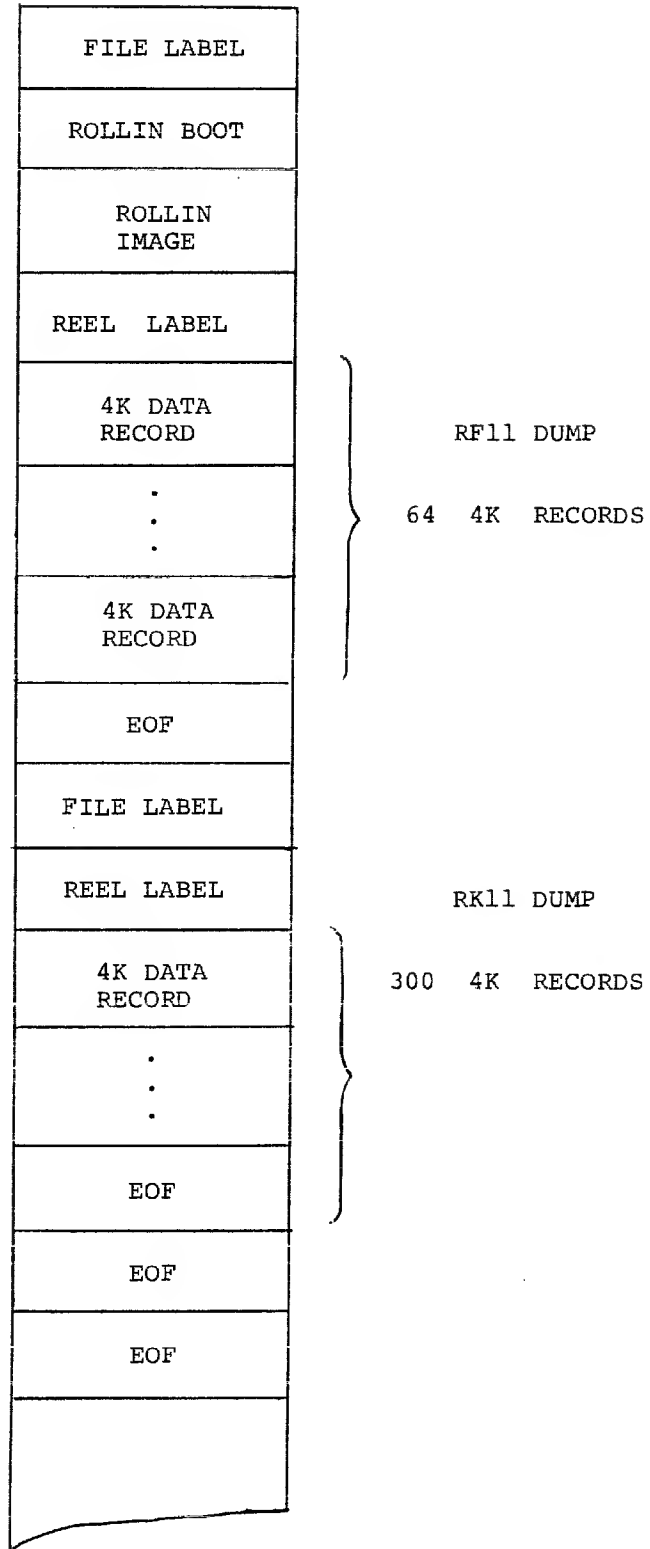 FILE LABEL
ROLLIN BOOT
ROLLIN
IMAGE
REEL LABEL
4K DATA
RECORD
RF11 DUMP
64 4K RECORDS
4K DATA
RECORD
EOF
FILE LABEL
REEL LABEL
RK11 DUMP
4K DATA
RECORD
300 4K RECORDS
EOF
EOF
EOF